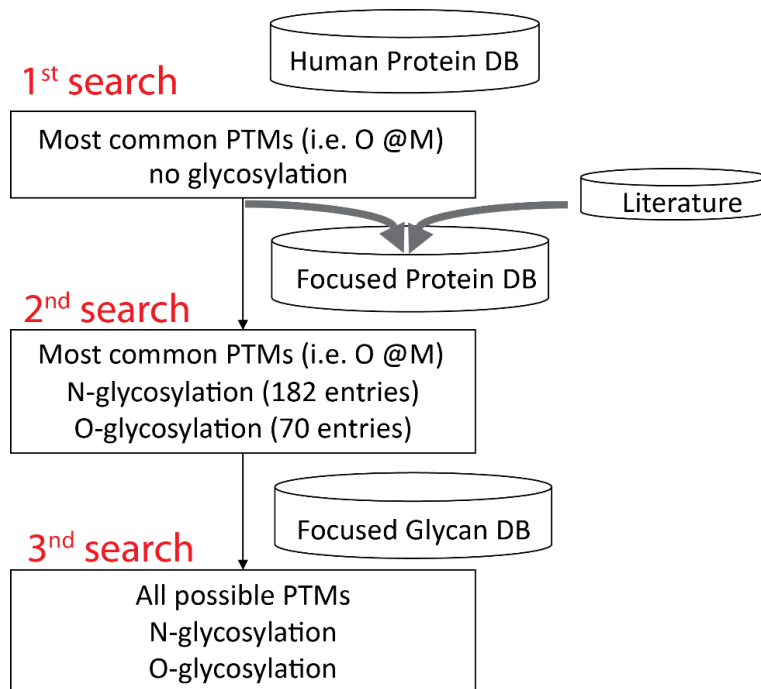 Human Protein DB
1st search
Most common PTMs (i.e. O @M)
no glycosylation
Literature
Focused Protein DB
2nd search
Most common PTMs (i.e. O @M)
N-glycosylation (182 entries)
O-glycosylation (70 entries)
Focused Glycan DB
3nd search
All possible PTMs
N-glycosylation
O-glycosylation